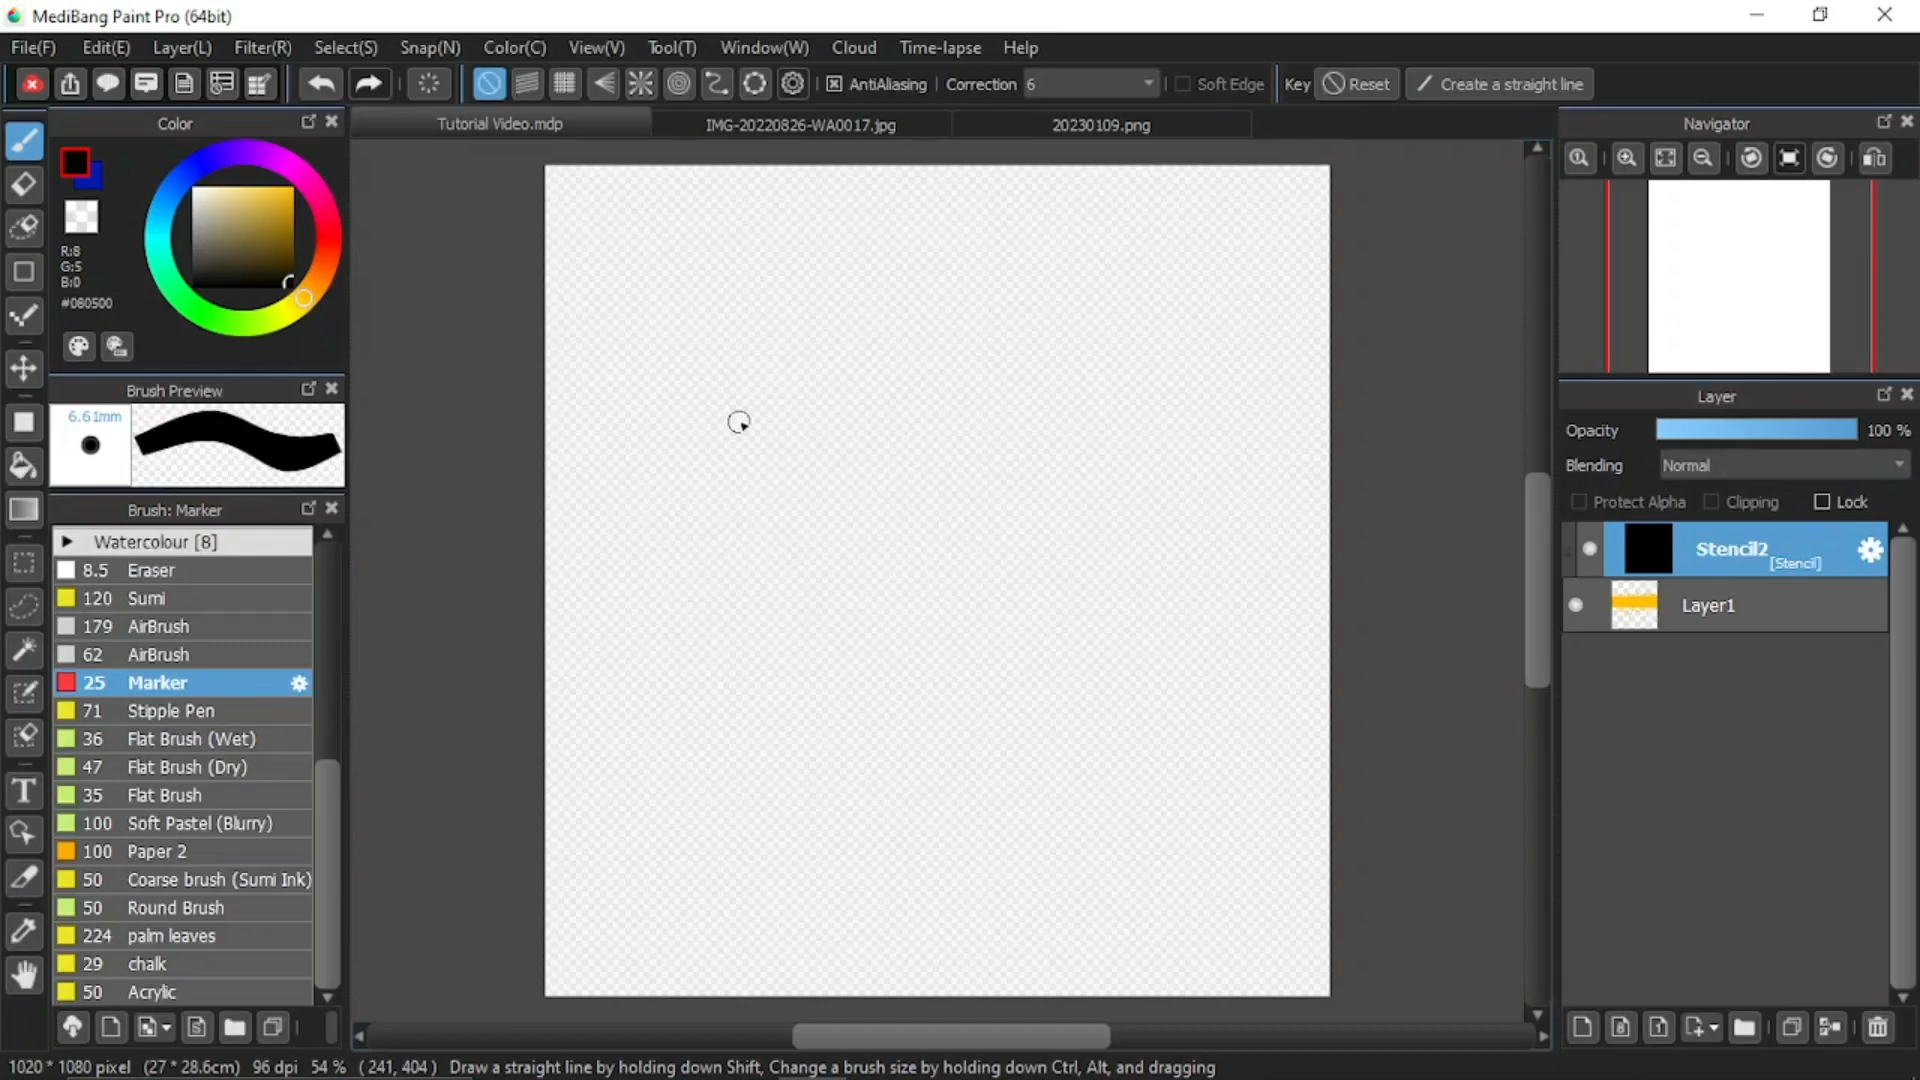 MediBang Paint Pro (64bit)
File(F) Edit(E) Layer(L) Filter(R) Select(S) Snap(N) Color(C) View(V) Tool(T) Window(W) Cloud Time-lapse Help
AntiAliasing Correction 6 Soft Edge Key Reset Create a straight line
Color
R:8
G:5
B:0
#080500
Brush Preview
6.61mm
Brush: Marker
Watercolour [8]
8.5 Eraser
120 Sumi
179 AirBrush
62 AirBrush
25 Marker
71 Stipple Pen
36 Flat Brush (Wet)
47 Flat Brush (Dry)
35 Flat Brush
100 Soft Pastel (Blurry)
100 Paper 2
50 Coarse brush (Sumi Ink)
50 Round Brush
224 palm leaves
29 chalk
50 Acrylic
Tutorial Video.mdp IMG-20220826-WA0017.jpg 20230109.png
Navigator
Layer
Opacity 100 %
Blending Normal
Protect Alpha Clipping Lock
Stencil2
[Stencil]
Layer1
1020 * 1080 pixel (27 * 28.6cm) 96 dpi 54 % ( 241, 404 ) Draw a straight line by holding down Shift, Change a brush size by holding down Ctrl, Alt, and dragging